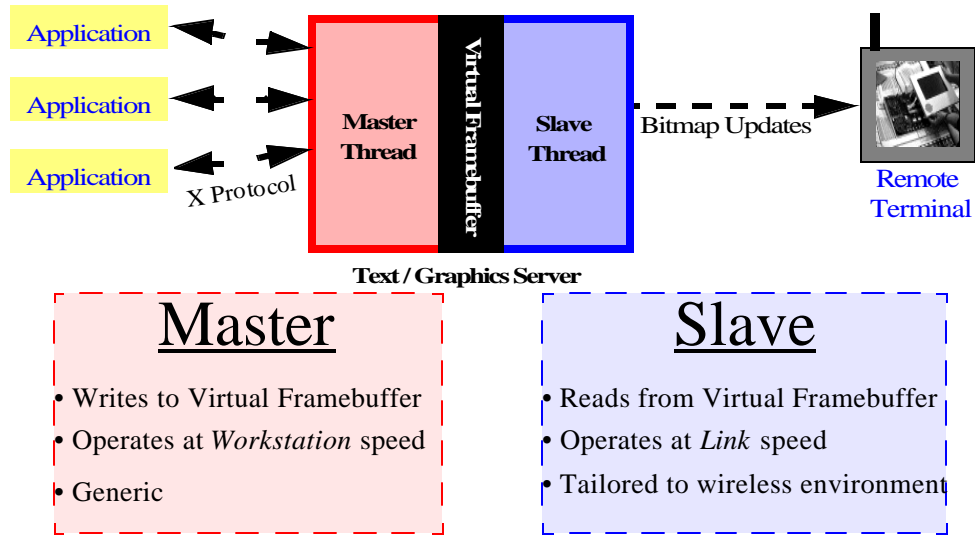 Application
Application
Application
X Protocol
Master
Thread
Virtual Framebuffer
Slave
Thread
Bitmap Updates
Remote
Terminal
Text / Graphics Server
Master
• Writes to Virtual Framebuffer
• Operates at Workstation speed
• Generic
Slave
• Reads from Virtual Framebuffer
• Operates at Link speed
• Tailored to wireless environment